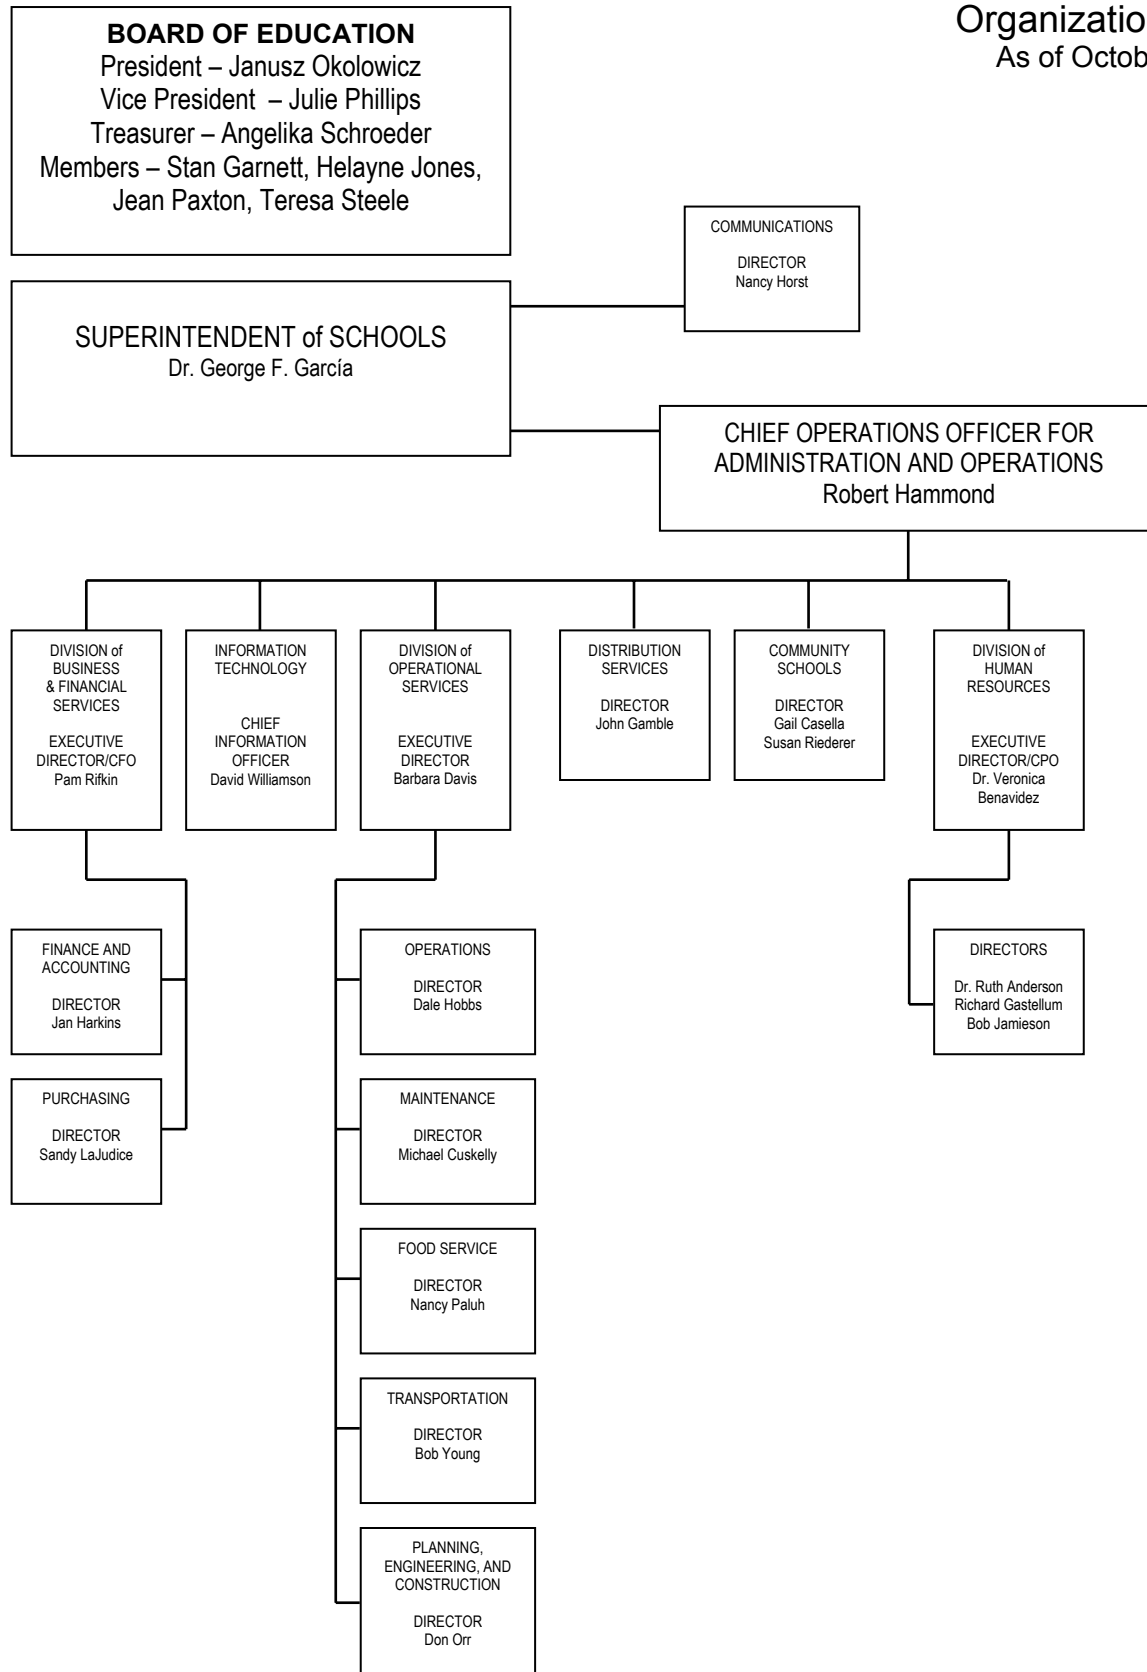 Organizatio
As of Octob
BOARD OF EDUCATION
President – Janusz Okolowicz
Vice President – Julie Phillips
Treasurer – Angelika Schroeder
Members – Stan Garnett, Helayne Jones,
Jean Paxton, Teresa Steele
COMMUNICATIONS
DIRECTOR
Nancy Horst
SUPERINTENDENT of SCHOOLS
Dr. George F. García
CHIEF OPERATIONS OFFICER FOR
ADMINISTRATION AND OPERATIONS
Robert Hammond
DIVISION of
BUSINESS
& FINANCIAL
SERVICES
EXECUTIVE
DIRECTOR/CFO
Pam Rifkin
INFORMATION
TECHNOLOGY
CHIEF
INFORMATION
OFFICER
David Williamson
DIVISION of
OPERATIONAL
SERVICES
EXECUTIVE
DIRECTOR
Barbara Davis
DISTRIBUTION
SERVICES
DIRECTOR
John Gamble
COMMUNITY
SCHOOLS
DIRECTOR
Gail Casella
Susan Riederer
DIVISION of
HUMAN
RESOURCES
EXECUTIVE
DIRECTOR/CPO
Dr. Veronica
Benavidez
FINANCE AND
ACCOUNTING
DIRECTOR
Jan Harkins
PURCHASING
DIRECTOR
Sandy LaJudice
OPERATIONS
DIRECTOR
Dale Hobbs
MAINTENANCE
DIRECTOR
Michael Cuskelly
FOOD SERVICE
DIRECTOR
Nancy Paluh
TRANSPORTATION
DIRECTOR
Bob Young
PLANNING,
ENGINEERING, AND
CONSTRUCTION
DIRECTOR
Don Orr
DIRECTORS
Dr. Ruth Anderson
Richard Gastellum
Bob Jamieson